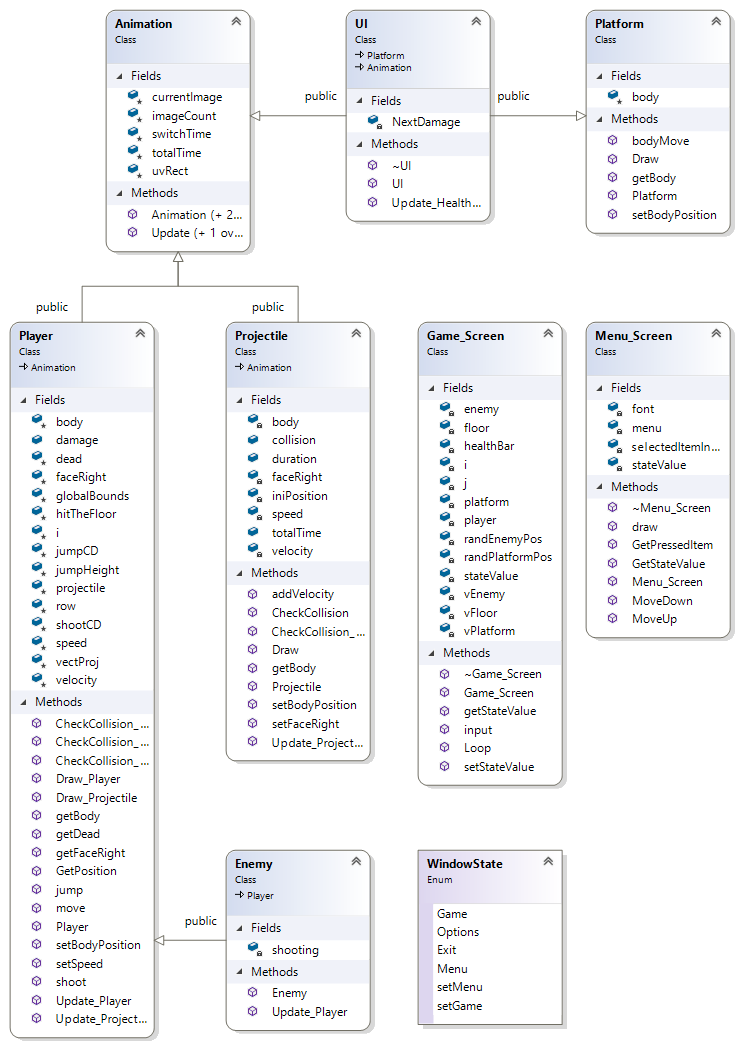 Animation
Class
Fields
currentImage
imageCount
switchTime
totalTime
uvRect
Methods
Animation (+ 2...
Update (+ 1 ov...
public
UI
Class
Platform
Animation
Fields
NextDamage
Methods
~UI
UI
Update_Health...
public
Platform
Class
Fields
body
Methods
bodyMove
Draw
getBody
Platform
setBodyPosition
public
public
Player
Class
Animation
Fields
body
damage
dead
faceRight
globalBounds
hitTheFloor
i
jumpCD
jumpHeight
projectile
row
shootCD
speed
vectProj
velocity
Methods
CheckCollision_...
CheckCollision_...
CheckCollision_...
Draw_Player
Draw_Projectile
getBody
getDead
getFaceRight
GetPosition
jump
move
Player
setBodyPosition
setSpeed
shoot
Update_Player
Update_Project...
Projectile
Class
Animation
Fields
body
collision
duration
faceRight
iniPosition
speed
totalTime
velocity
Methods
addVelocity
CheckCollision
CheckCollision_...
Draw
getBody
Projectile
setBodyPosition
setFaceRight
Update_Project...
Game_Screen
Class
Fields
enemy
floor
healthBar
i
j
platform
player
randEnemyPos
randPlatformPos
stateValue
vEnemy
vFloor
vPlatform
Methods
~Game_Screen
Game_Screen
getStateValue
input
Loop
setStateValue
Menu_Screen
Class
Fields
font
menu
selectedItemIn...
stateValue
Methods
~Menu_Screen
draw
GetPressedItem
GetStateValue
Menu_Screen
MoveDown
MoveUp
public
Enemy
Class
Player
Fields
shooting
Methods
Enemy
Update_Player
WindowState
Enum
Game
Options
Exit
Menu
setMenu
setGame